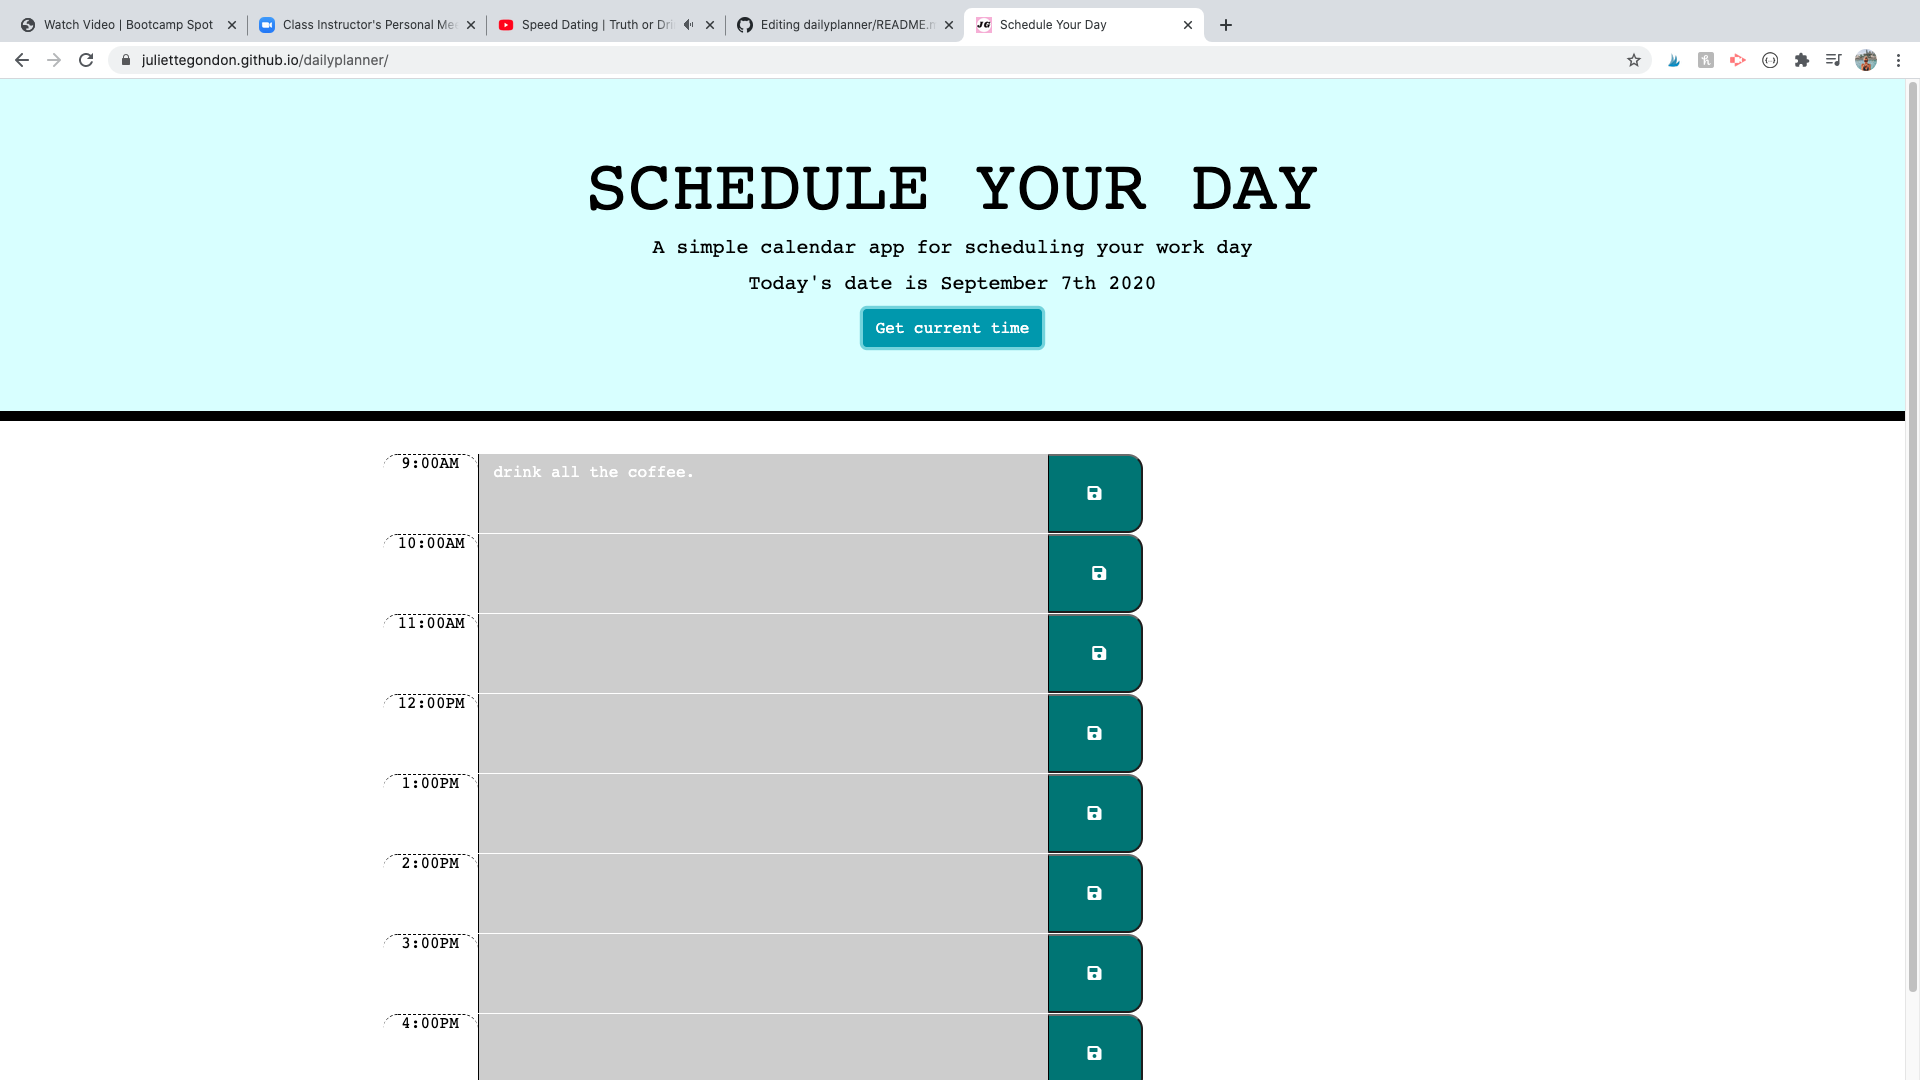 Watch Video | Bootcamp Spot
Class Instructor's Personal Me
Speed Dating | Truth or Dri
Editing dailyplanner/README.m
JG
Schedule Your Day
juliettegondon.github.io/dailyplanner/
SCHEDULE YOUR DAY
A simple calendar app for scheduling your work day
Today's date is September 7th 2020
Get current time
9:00AM
drink all the coffee.
10:00AM
11:00AM
12:00PM
1:00PM
2:00PM
3:00PM
4:00PM